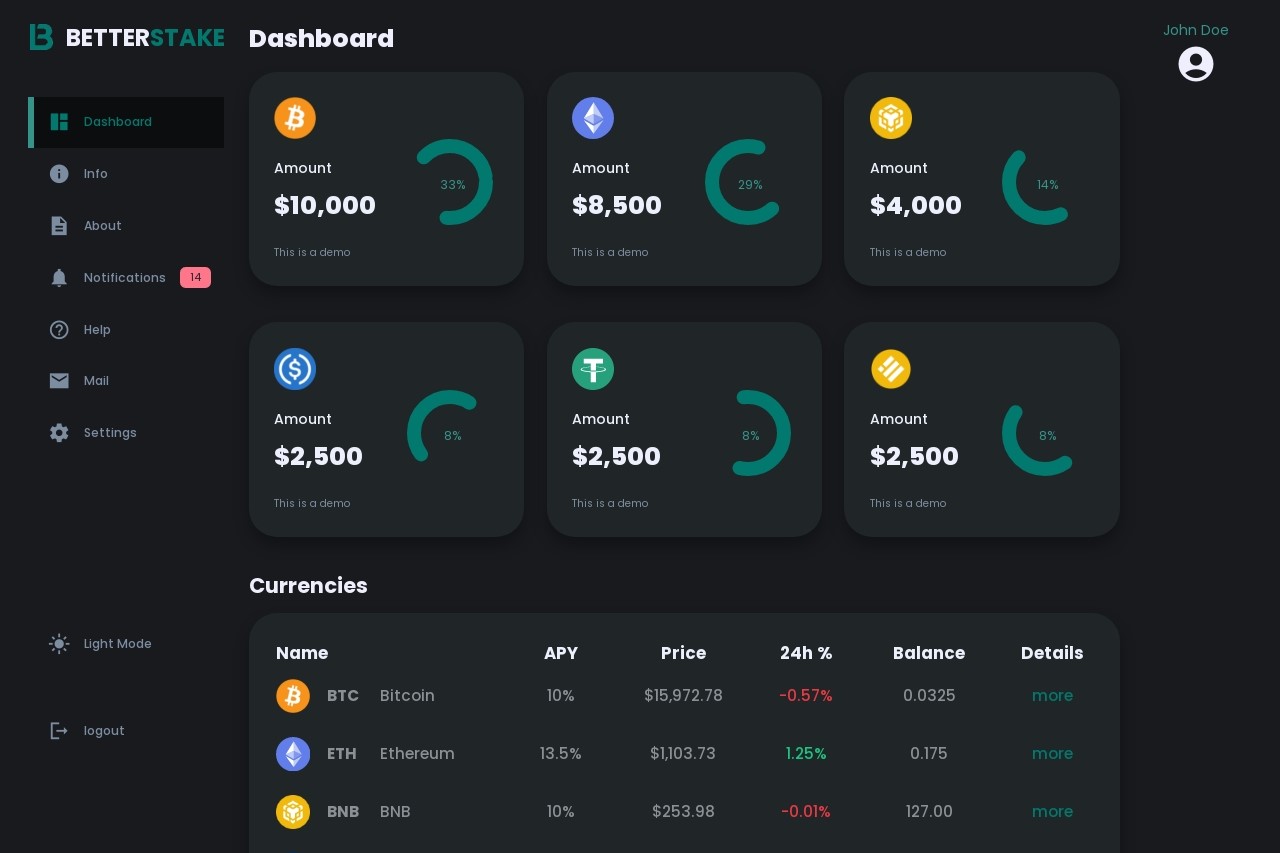 BETTERSTAKE
Dashboard
John Doe
Dashboard
Info
About
Notifications 14
Help
Mail
Settings
Light Mode
logout
Amount
$10,000
33%
This is a demo
Amount
$8,500
29%
This is a demo
Amount
$4,000
14%
This is a demo
Amount
$2,500
8%
This is a demo
Amount
$2,500
8%
This is a demo
Amount
$2,500
8%
This is a demo
Currencies
Name APY Price 24h % Balance Details
BTC Bitcoin 10% $15,972.78 -0.57% 0.0325 more
ETH Ethereum 13.5% $1,103.73 1.25% 0.175 more
BNB BNB 10% $253.98 -0.01% 127.00 more